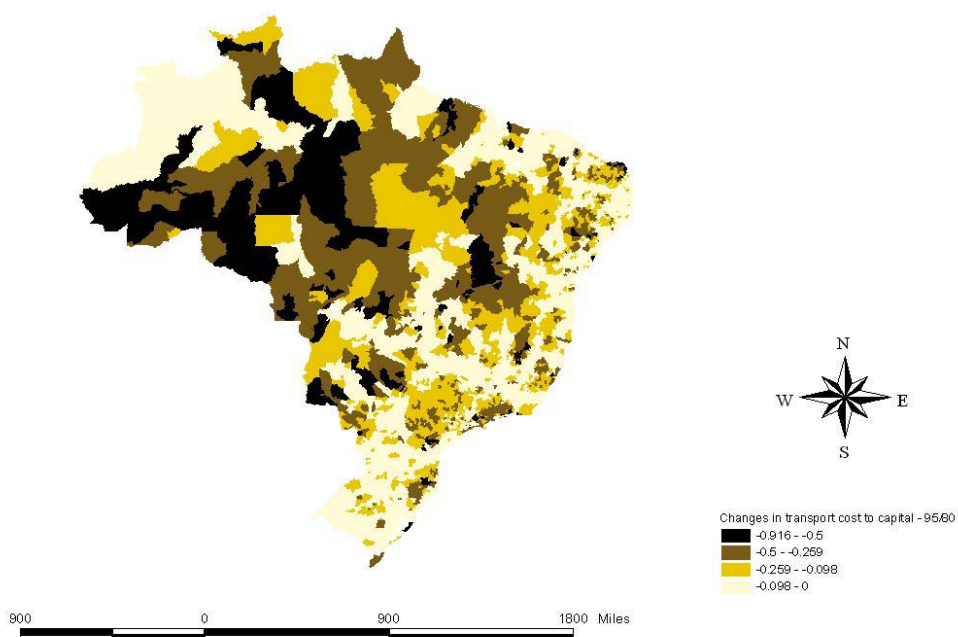 N
W E
S
Changes in transport cost to capital - 95/80
-0.916 - -0.5
-0.5 - -0.259
-0.259 - -0.098
-0.098 - 0
900 0 900 1800 Miles